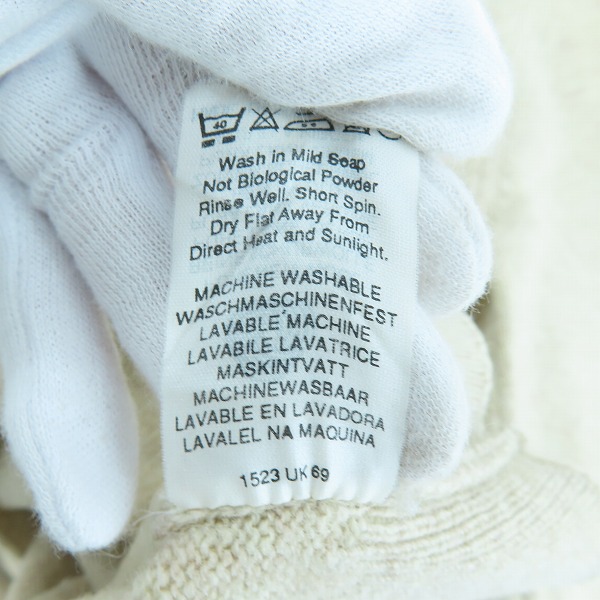 40
Wash in Mild Soap
Not Biological Powder
Rinse Well. Short Spin.
Dry Flat Away From
Direct Heat and Sunlight.
MACHINE WASHABLE
WASCHMASCHINENFEST
LAVABLE MACHINE
LAVABILE LAVATRICE
MASKINTVATT
MACHINEWASBAAR
LAVABLE EN LAVADORA
LAVALEL NA MAQUINA
1523 UK 69